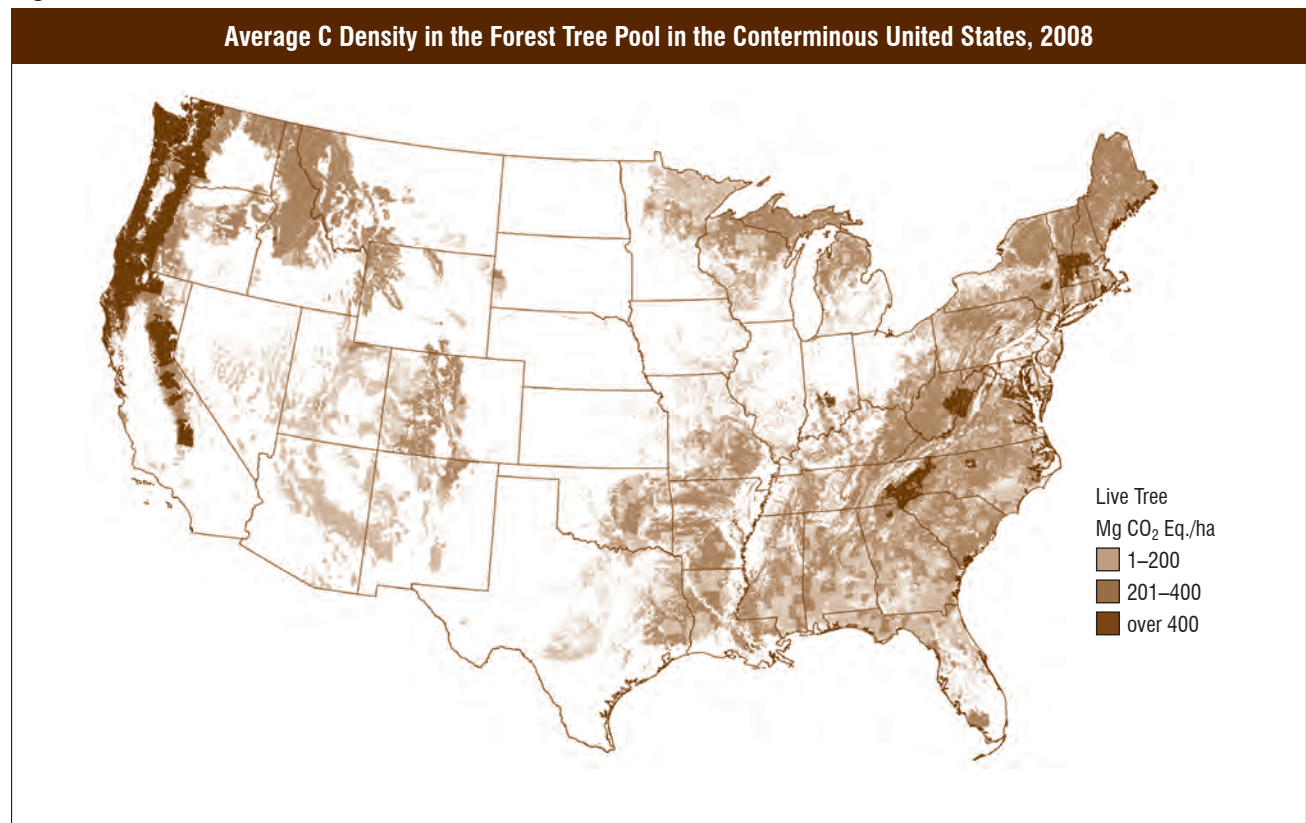 Average C Density in the Forest Tree Pool in the Conterminous United States, 2008
Live Tree
Mg CO₂ Eq./ha
1–200
201–400
over 400